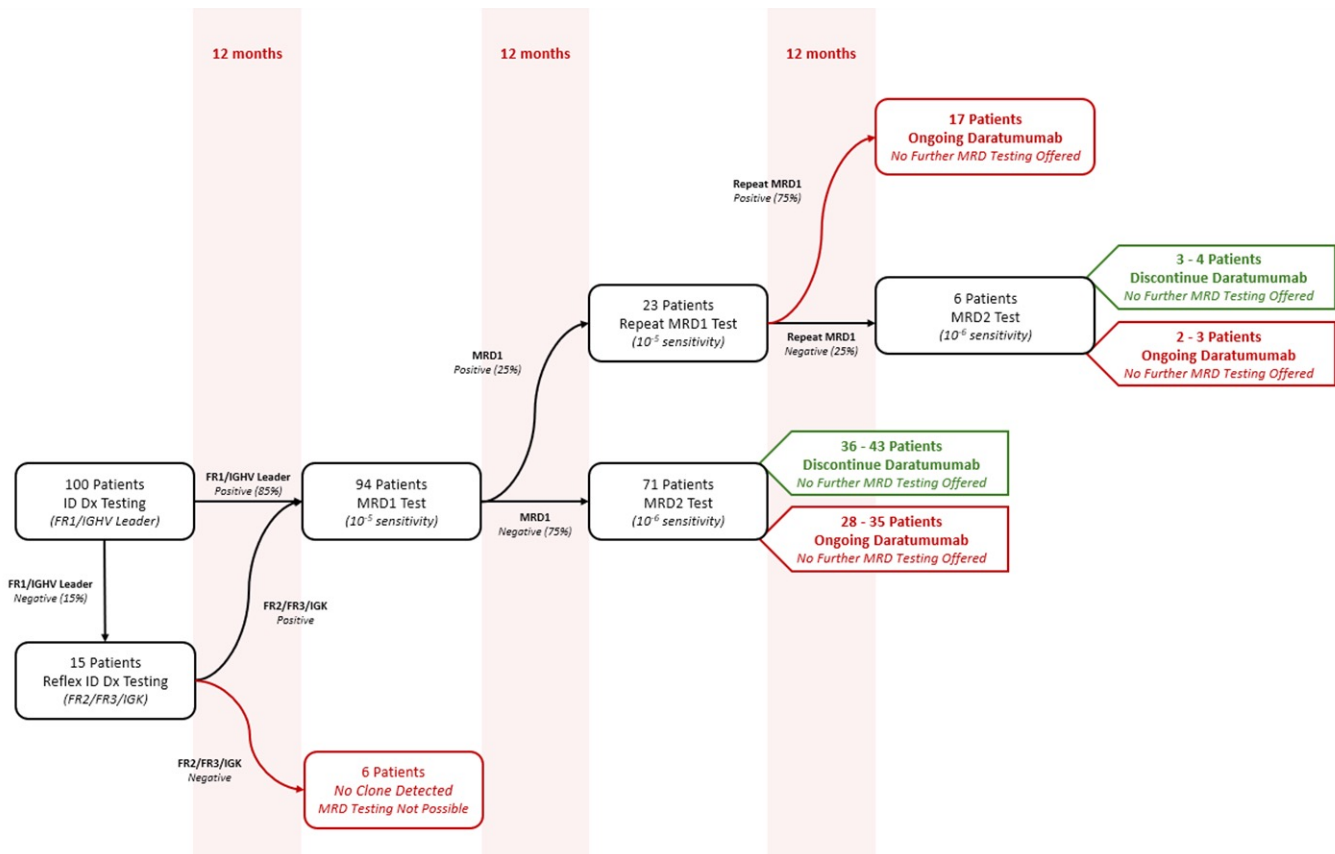 12 months
12 months
12 months
17 Patients
Ongoing Daratumumab
No Further MRD Testing Offered
Repeat MRD1
Positive (75%)
3 - 4 Patients
Discontinue Daratumumab
No Further MRD Testing Offered
23 Patients
Repeat MRD1 Test
(10⁻⁵ sensitivity)
6 Patients
MRD2 Test
(10⁻⁶ sensitivity)
Repeat MRD1
Negative (25%)
2 - 3 Patients
Ongoing Daratumumab
No Further MRD Testing Offered
MRD1
Positive (25%)
36 - 43 Patients
Discontinue Daratumumab
No Further MRD Testing Offered
100 Patients
ID Dx Testing
(FR1/IGHV Leader)
FR1/IGHV Leader
Positive (85%)
94 Patients
MRD1 Test
(10⁻⁵ sensitivity)
MRD1
Negative (75%)
71 Patients
MRD2 Test
(10⁻⁶ sensitivity)
28 - 35 Patients
Ongoing Daratumumab
No Further MRD Testing Offered
FR1/IGHV Leader
Negative (15%)
FR2/FR3/IGK
Positive
15 Patients
Reflex ID Dx Testing
(FR2/FR3/IGK)
FR2/FR3/IGK
Negative
6 Patients
No Clone Detected
MRD Testing Not Possible